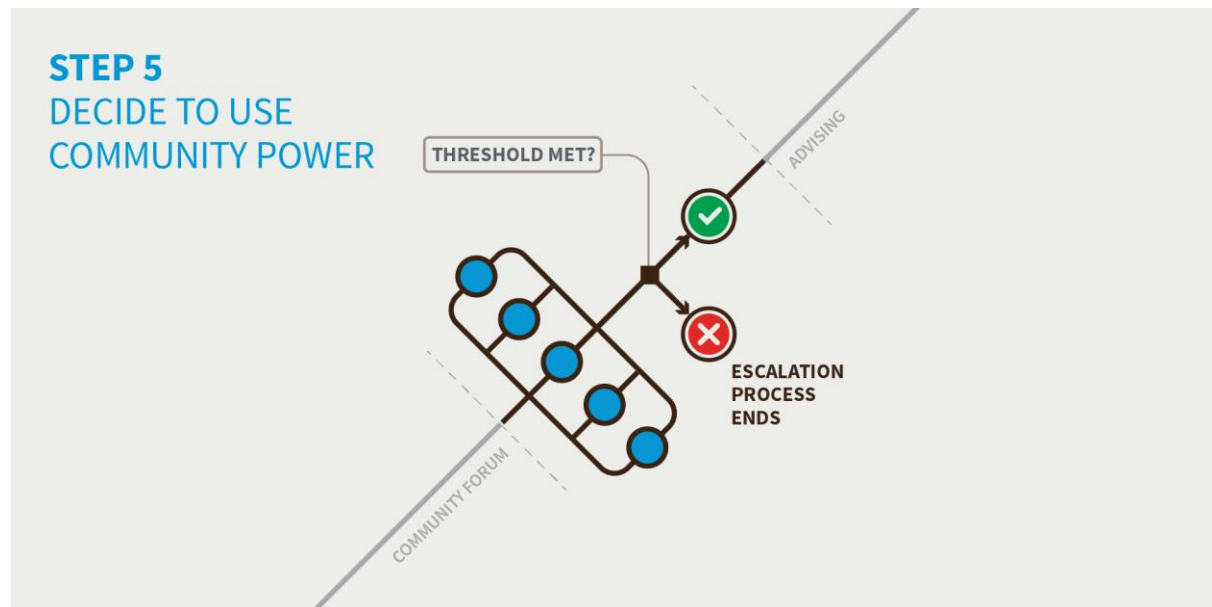 STEP 5
DECIDE TO USE
COMMUNITY POWER
THRESHOLD MET?
ADVISING
ESCALATION
PROCESS
ENDS
COMMUNITY FORUM